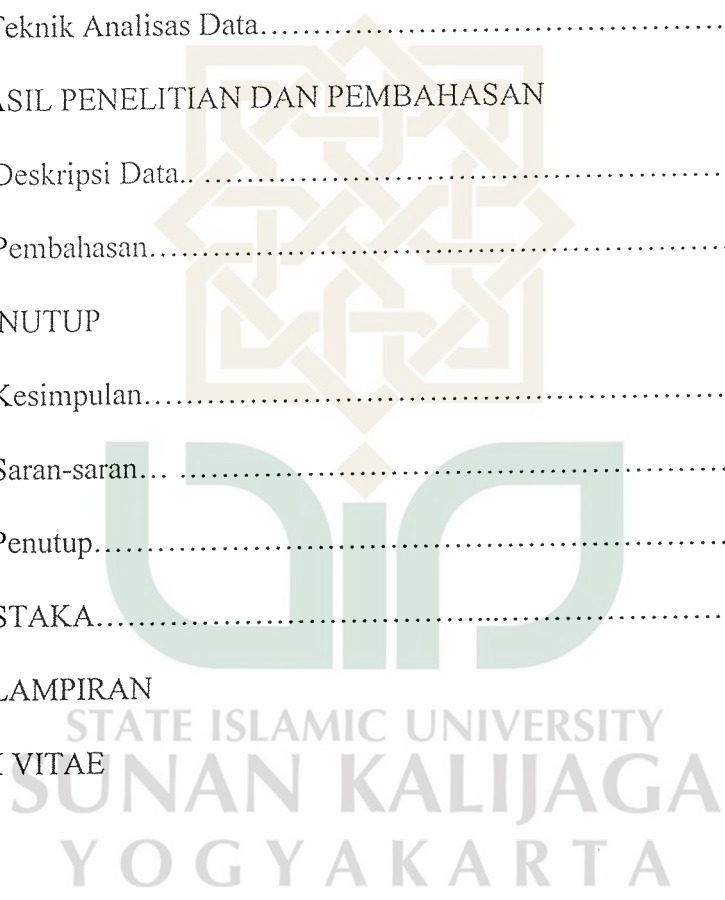 Teknik Analisas Data……………………………………………
ASIL PENELITIAN DAN PEMBAHASAN
Deskripsi Data.. ……………………………………………
Pembahasan……………………………………………
NUTUP
Kesimpulan……………………………………………
Saran-saran… ……………………………………………
Penutup……………………………………………
STAKA……………………………………………
LAMPIRAN
STATE ISLAMIC UNIVERSITY
VITAE
SUNAN KALIJAGA
YOGYAKARTA